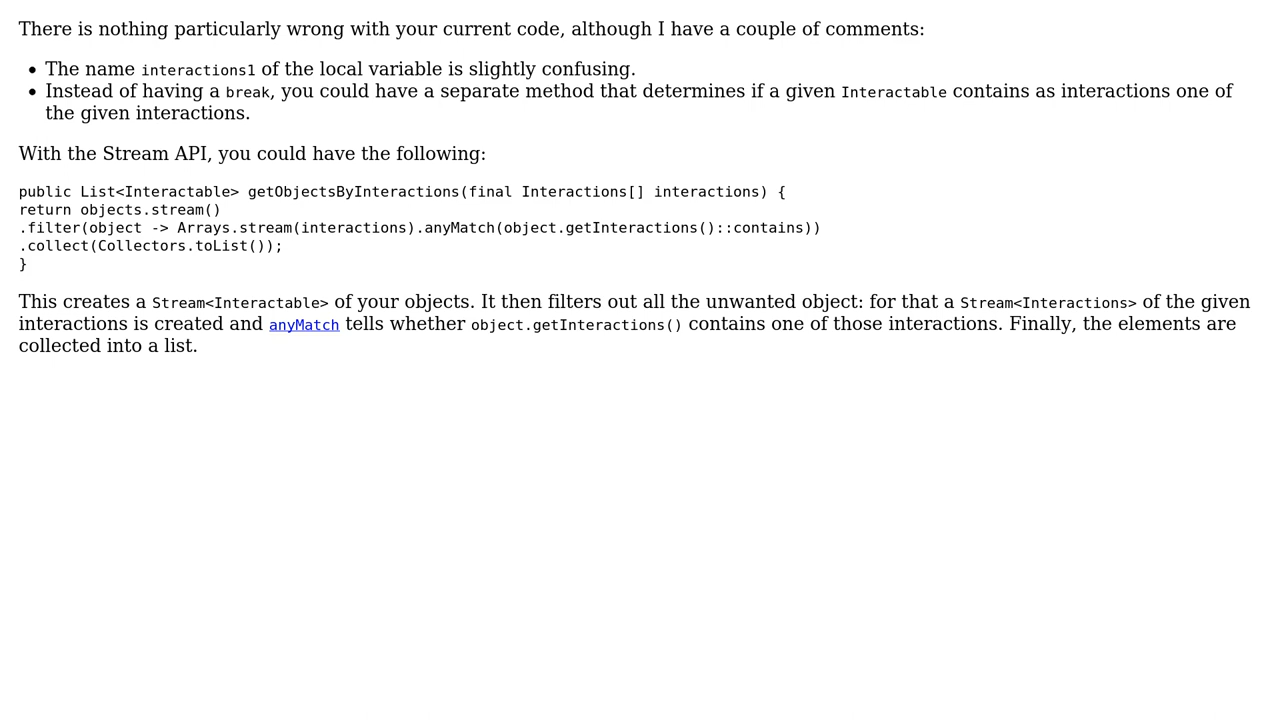 There is nothing particularly wrong with your current code, although I have a couple of comments:
• The name interactions1 of the local variable is slightly confusing.
• Instead of having a break, you could have a separate method that determines if a given Interactable contains as interactions one of
the given interactions.
With the Stream API, you could have the following:
public List<Interactable> getObjectsByInteractions(final Interactions[] interactions) {
return objects.stream()
.filter(object -> Arrays.stream(interactions).anyMatch(object.getInteractions()::contains))
.collect(Collectors.toList());
}
This creates a Stream<Interactable> of your objects. It then filters out all the unwanted object: for that a Stream<Interactions> of the given
interactions is created and anyMatch tells whether object.getInteractions() contains one of those interactions. Finally, the elements are
collected into a list.